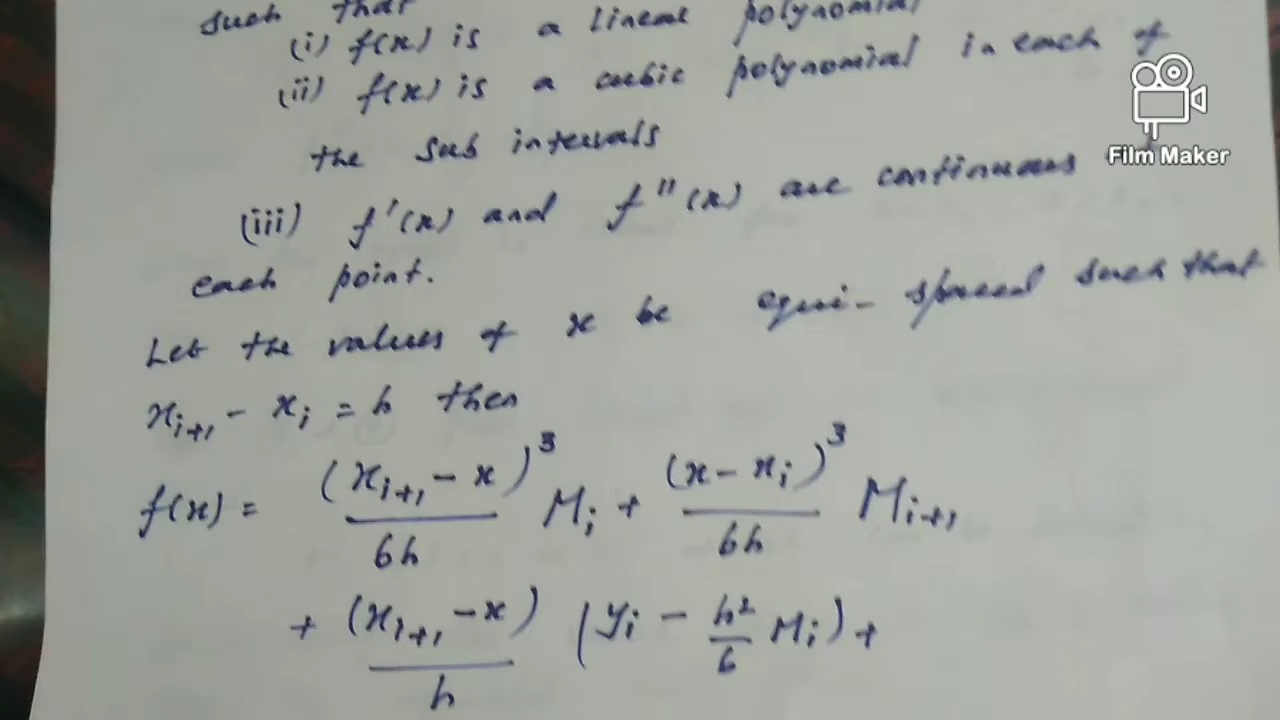 such that
(i) f(x) is a linear polynomial
(ii) f(x) is a cubic polynomial in each of
the sub intervals
(iii) f'(x) and f"(x) are continuous
each point.
Let the values of x be equi-spaced such that
xᵢ₊₁ - xᵢ = h then
f(x) = (xᵢ₊₁ - x)³/6h Mᵢ + (x - xᵢ)³/6h Mᵢ₊₁
+ (xᵢ₊₁ - x)/h (yᵢ - h²/6 Mᵢ) +
Film Maker